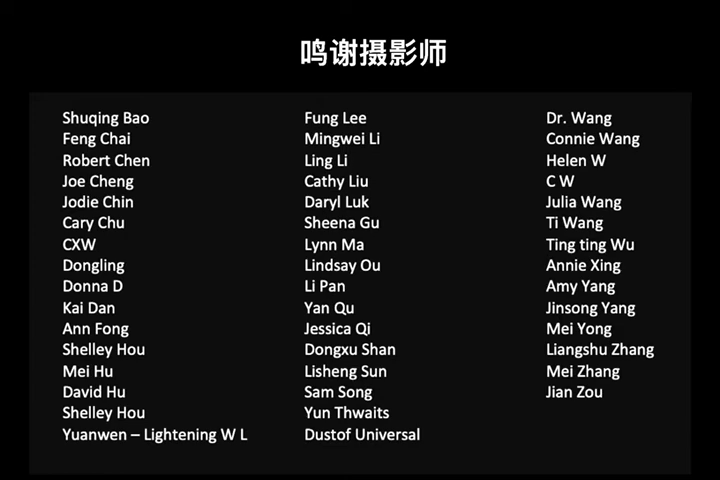 鸣谢摄影师
Shuqing Bao
Feng Chai
Robert Chen
Joe Cheng
Jodie Chin
Cary Chu
CXW
Dongling
Donna D
Kai Dan
Ann Fong
Shelley Hou
Mei Hu
David Hu
Shelley Hou
Yuanwen – Lightening W L
Fung Lee
Mingwei Li
Ling Li
Cathy Liu
Daryl Luk
Sheena Gu
Lynn Ma
Lindsay Ou
Li Pan
Yan Qu
Jessica Qi
Dongxu Shan
Lisheng Sun
Sam Song
Yun Thwaits
Dustof Universal
Dr. Wang
Connie Wang
Helen W
C W
Julia Wang
Ti Wang
Ting ting Wu
Annie Xing
Amy Yang
Jinsong Yang
Mei Yong
Liangshu Zhang
Mei Zhang
Jian Zou